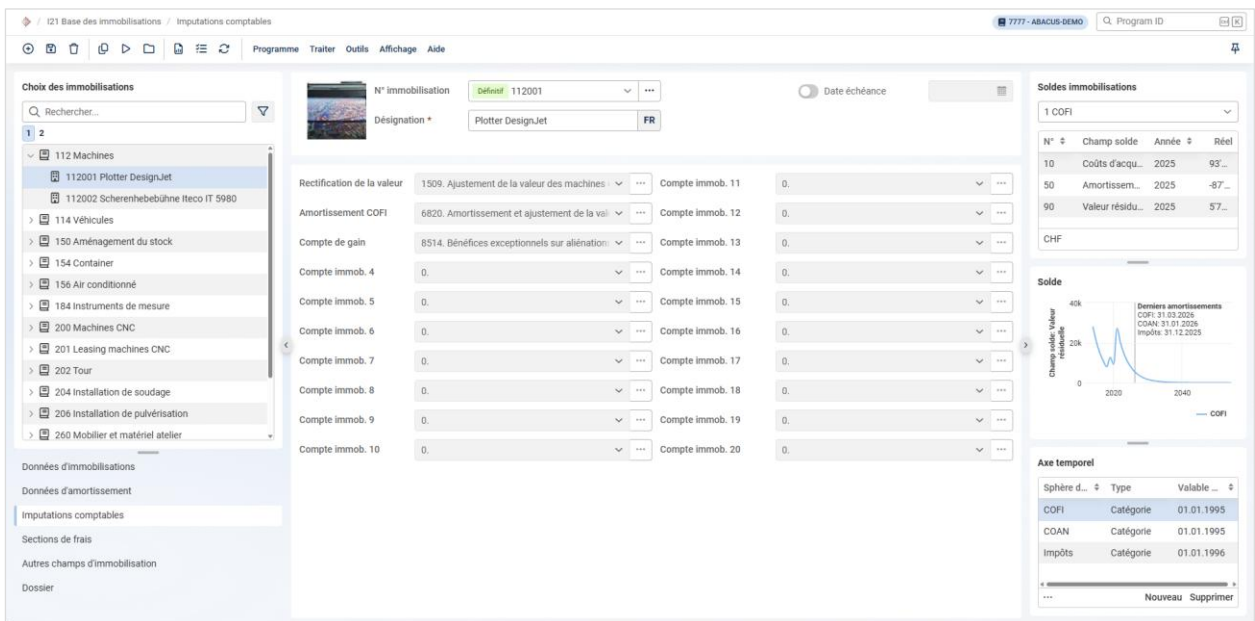 / I21 Base des immobilisations / Imputations comptables
7777 - ABACUS-DEMO
Program ID
K
Programme Traiter Outils Affichage Aide
Choix des immobilisations
Rechercher...
1 2
112 Machines
112001 Plotter DesignJet
112002 Scherenhebebühne Iteco IT 5980
114 Véhicules
150 Aménagement du stock
154 Container
156 Air conditionné
184 Instruments de mesure
200 Machines CNC
201 Leasing machines CNC
202 Tour
204 Installation de soudage
206 Installation de pulvérisation
260 Mobilier et matériel atelier
Données d'immobilisations
Données d'amortissement
Imputations comptables
Sections de frais
Autres champs d'immobilisation
Dossier
N° immobilisation Définitif 112001
Date échéance
Désignation * Plotter DesignJet FR
Rectification de la valeur 1509. Ajustement de la valeur des machines Compte immob. 11 0.
Amortissement COFI 6820. Amortissement et ajustement de la val Compte immob. 12 0.
Compte de gain 8514. Bénéfices exceptionnels sur aliénation Compte immob. 13 0.
Compte immob. 4 0. Compte immob. 14 0.
Compte immob. 5 0. Compte immob. 15 0.
Compte immob. 6 0. Compte immob. 16 0.
Compte immob. 7 0. Compte immob. 17 0.
Compte immob. 8 0. Compte immob. 18 0.
Compte immob. 9 0. Compte immob. 19 0.
Compte immob. 10 0. Compte immob. 20 0.
Soldes immobilisations
1 COFI
N° Champ solde Année Réel
10 Coûts d'acqu... 2025 93'...
50 Amortissem... 2025 -87'...
90 Valeur résidu... 2025 57...
CHF
Solde
Champ solde: Valeur
résiduelle
40k
20k
0
2020 2040
Derniers amortissements
COFI: 31.03.2026
COAN: 31.01.2026
Impôts: 31.12.2025
COFI
Axe temporel
Sphère d... Type Valable ...
COFI Catégorie 01.01.1995
COAN Catégorie 01.01.1995
Impôts Catégorie 01.01.1996
... Nouveau Supprimer